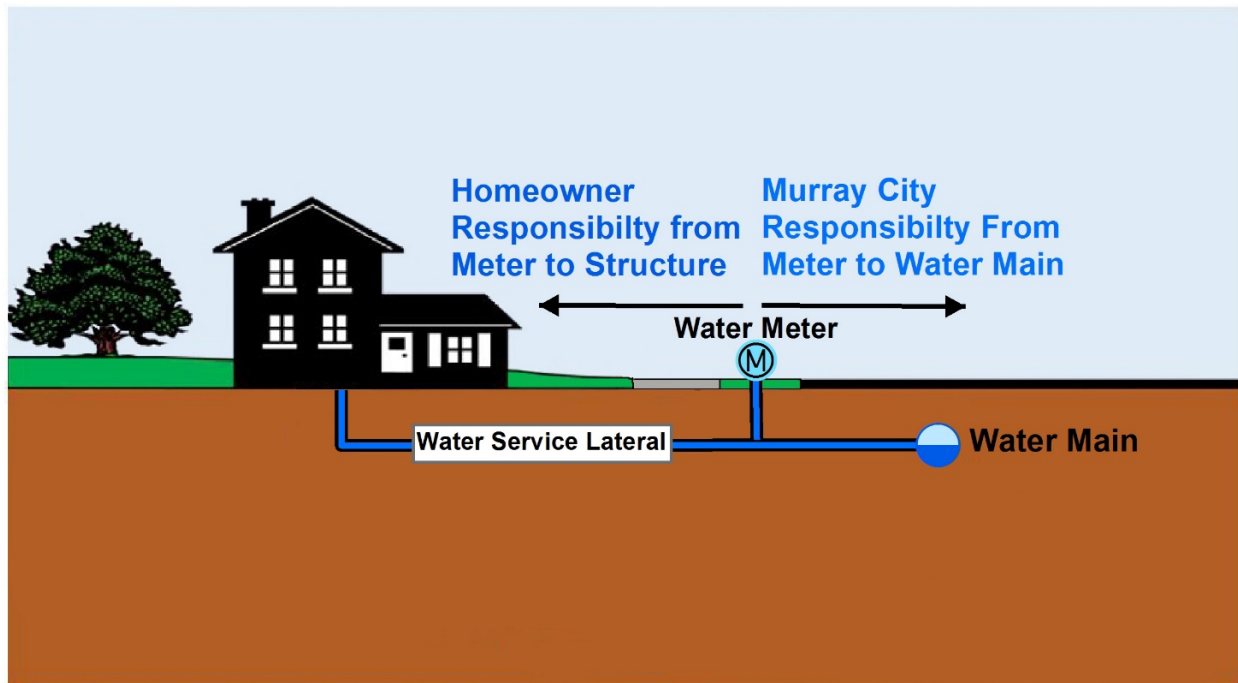 Homeowner
Responsibilty from
Meter to Structure
Murray City
Responsibilty From
Meter to Water Main
Water Meter
M
Water Service Lateral
Water Main